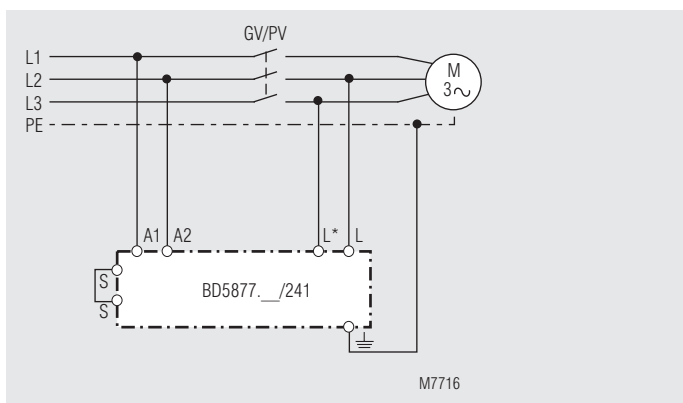 GV/PV
L1
L2
L3
PE
M
3∼
A1 A2 L* L
S
BD5877.__/241
S
M7716